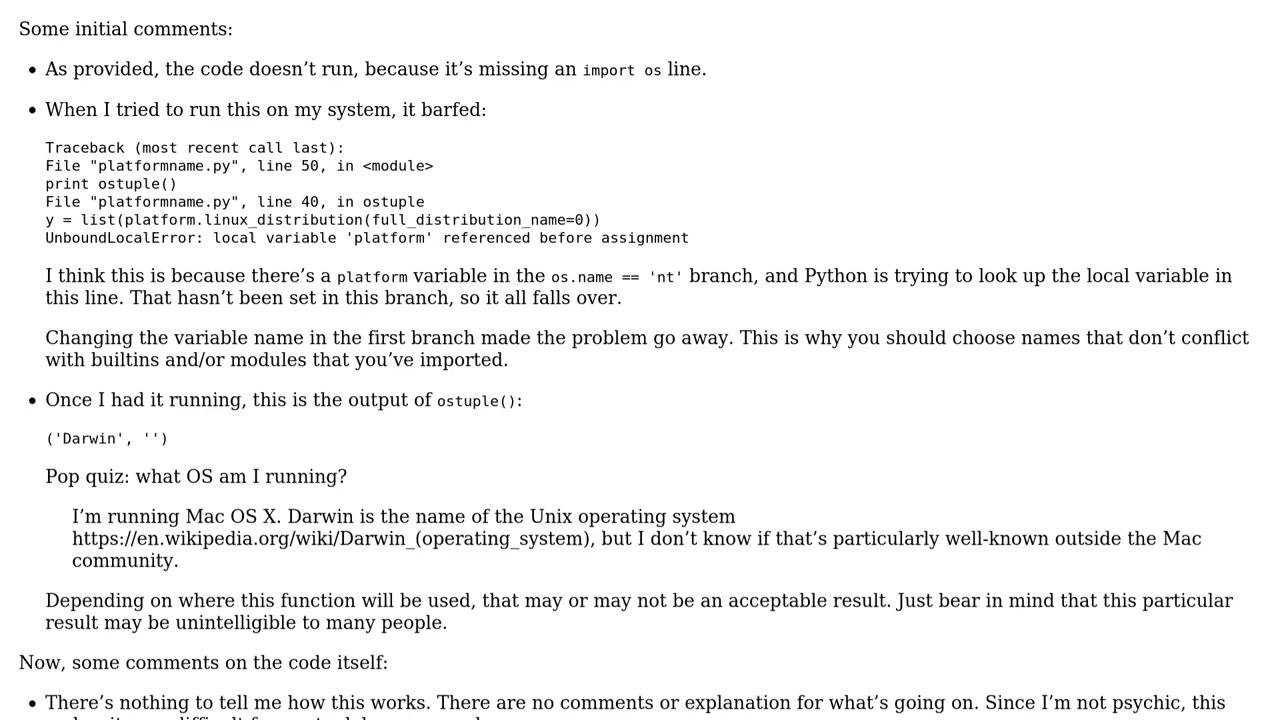 Some initial comments:
• As provided, the code doesn’t run, because it’s missing an import os line.
• When I tried to run this on my system, it barfed:
Traceback (most recent call last):
File "platformname.py", line 50, in <module>
print ostuple()
File "platformname.py", line 40, in ostuple
y = list(platform.linux_distribution(full_distribution_name=0))
UnboundLocalError: local variable 'platform' referenced before assignment
I think this is because there’s a platform variable in the os.name == 'nt' branch, and Python is trying to look up the local variable in
this line. That hasn’t been set in this branch, so it all falls over.
Changing the variable name in the first branch made the problem go away. This is why you should choose names that don’t conflict
with builtins and/or modules that you’ve imported.
• Once I had it running, this is the output of ostuple():
('Darwin', '')
Pop quiz: what OS am I running?
I’m running Mac OS X. Darwin is the name of the Unix operating system
https://en.wikipedia.org/wiki/Darwin_(operating_system), but I don’t know if that’s particularly well-known outside the Mac
community.
Depending on where this function will be used, that may or may not be an acceptable result. Just bear in mind that this particular
result may be unintelligible to many people.
Now, some comments on the code itself:
• There’s nothing to tell me how this works. There are no comments or explanation for what’s going on. Since I’m not psychic, this